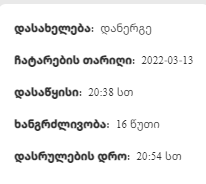 დასახელება: დანერგე
ჩატარების თარიღი: 2022-03-13
დასაწყისი: 20:38 სთ
ხანგრძლივობა: 16 წუთი
დასრულების დრო: 20:54 სთ